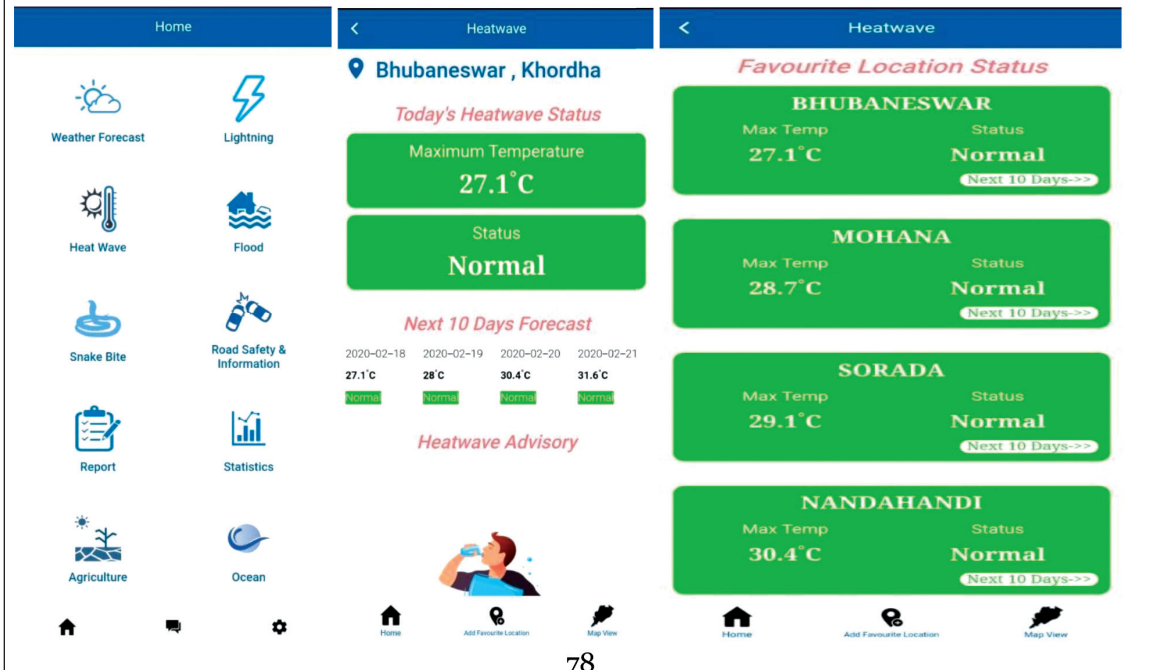 Home
Weather Forecast
Lightning
Heat Wave
Flood
Snake Bite
Road Safety &
Information
Report
Statistics
Agriculture
Ocean
Heatwave
Bhubaneswar , Khordha
Today's Heatwave Status
Maximum Temperature
27.1°C
Status
Normal
Next 10 Days Forecast
2020-02-18 2020-02-19 2020-02-20 2020-02-21
27.1°C 28°C 30.4°C 31.6°C
Normal Normal Normal Normal
Heatwave Advisory
Home Add Favourite Location Map View
Heatwave
Favourite Location Status
BHUBANESWAR
Max Temp Status
27.1°C Normal
Next 10 Days->>
MOHANA
Max Temp Status
28.7°C Normal
Next 10 Days->>
SORADA
Max Temp Status
29.1°C Normal
Next 10 Days->>
NANDAHANDI
Max Temp Status
30.4°C Normal
Next 10 Days->>
Home Add Favourite Location Map View
78